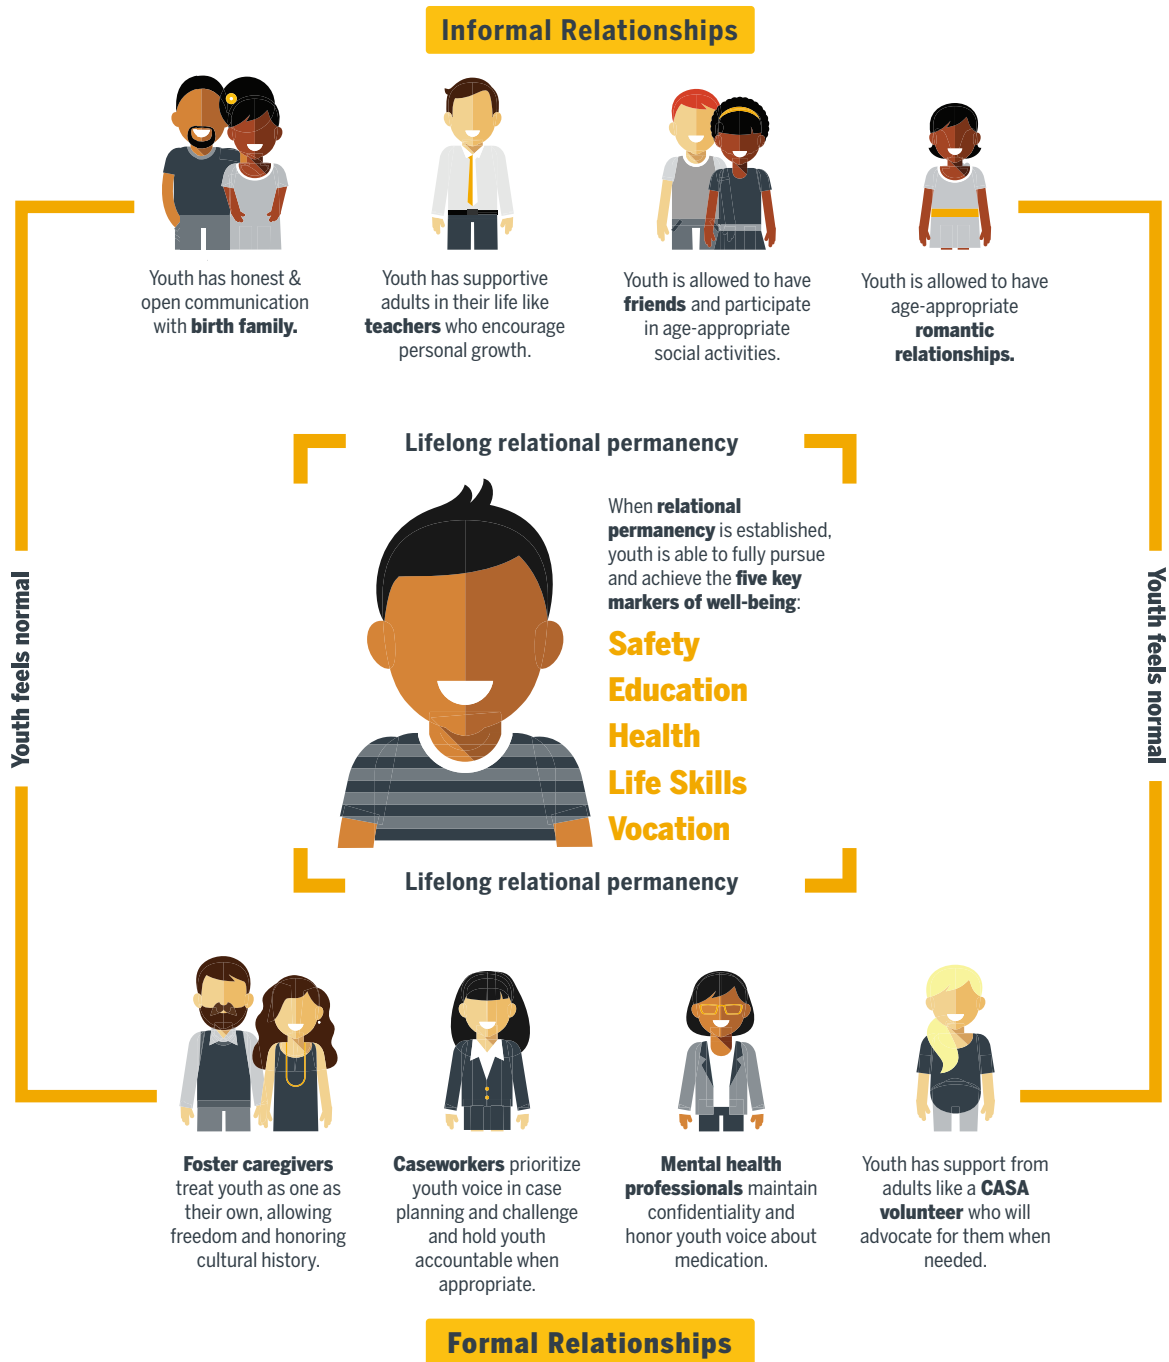 Informal Relationships
Youth has honest &
open communication
with birth family.
Youth has supportive
adults in their life like
teachers who encourage
personal growth.
Youth is allowed to have
friends and participate
in age-appropriate
social activities.
Youth is allowed to have
age-appropriate
romantic
relationships.
Youth feels normal
Lifelong relational permanency
When relational
permanency is established,
youth is able to fully pursue
and achieve the five key
markers of well-being:
Safety
Education
Health
Life Skills
Vocation
Lifelong relational permanency
Youth feels normal
Foster caregivers
treat youth as one as
their own, allowing
freedom and honoring
cultural history.
Caseworkers prioritize
youth voice in case
planning and challenge
and hold youth
accountable when
appropriate.
Mental health
professionals maintain
confidentiality and
honor youth voice about
medication.
Youth has support from
adults like a CASA
volunteer who will
advocate for them when
needed.
Formal Relationships